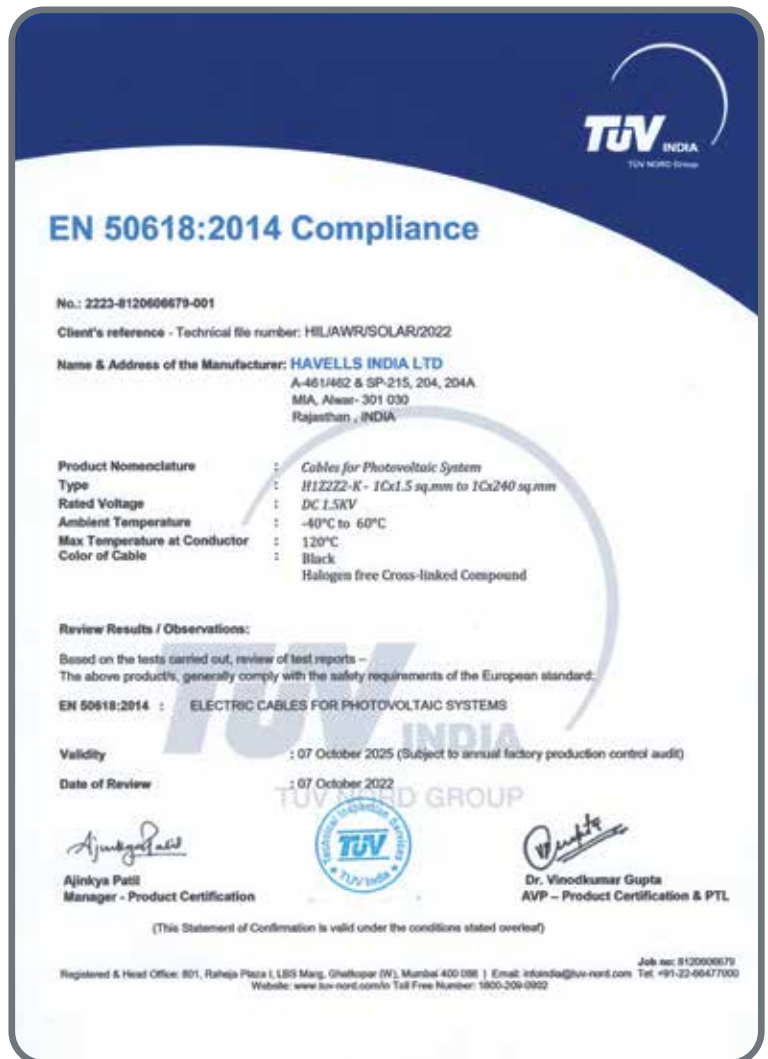 TÜV INDIA
TÜV NORD Group
EN 50618:2014 Compliance
No.: 2223-8120606679-001
Client's reference - Technical file number: HIL/AWR/SOLAR/2022
Name & Address of the Manufacturer: HAVELLS INDIA LTD
A-461/462 & SP-215, 204, 204A
MIA, Alwar- 301 030
Rajasthan , INDIA
Product Nomenclature : Cables for Photovoltaic System
Type : H1Z2Z2-K - 1Cx1.5 sq.mm to 1Cx240 sq.mm
Rated Voltage : DC 1.5KV
Ambient Temperature : -40°C to 60°C
Max Temperature at Conductor : 120°C
Color of Cable : Black
Halogen free Cross-linked Compound
Review Results / Observations:
Based on the tests carried out, review of test reports –
The above product/s, generally comply with the safety requirements of the European standard:
EN 50618:2014 : ELECTRIC CABLES FOR PHOTOVOLTAIC SYSTEMS
TÜV INDIA
Validity : 07 October 2025 (Subject to annual factory production control audit)
Date of Review : 07 October 2022
TÜV NORD GROUP
Technical Inspection Services
TÜV
TUV India
Ajinkya Patil
Manager - Product Certification
Dr. Vinodkumar Gupta
AVP – Product Certification & PTL
(This Statement of Confirmation is valid under the conditions stated overleaf)
Job no: 8120606679
Registered & Head Office: 801, Raheja Plaza I, LBS Marg, Ghatkopar (W), Mumbai 400 086 | Email: infoindia@tuv-nord.com Tel: +91-22-66477000
Website: www.tuv-nord.com/in Toll Free Number: 1800-209-0902